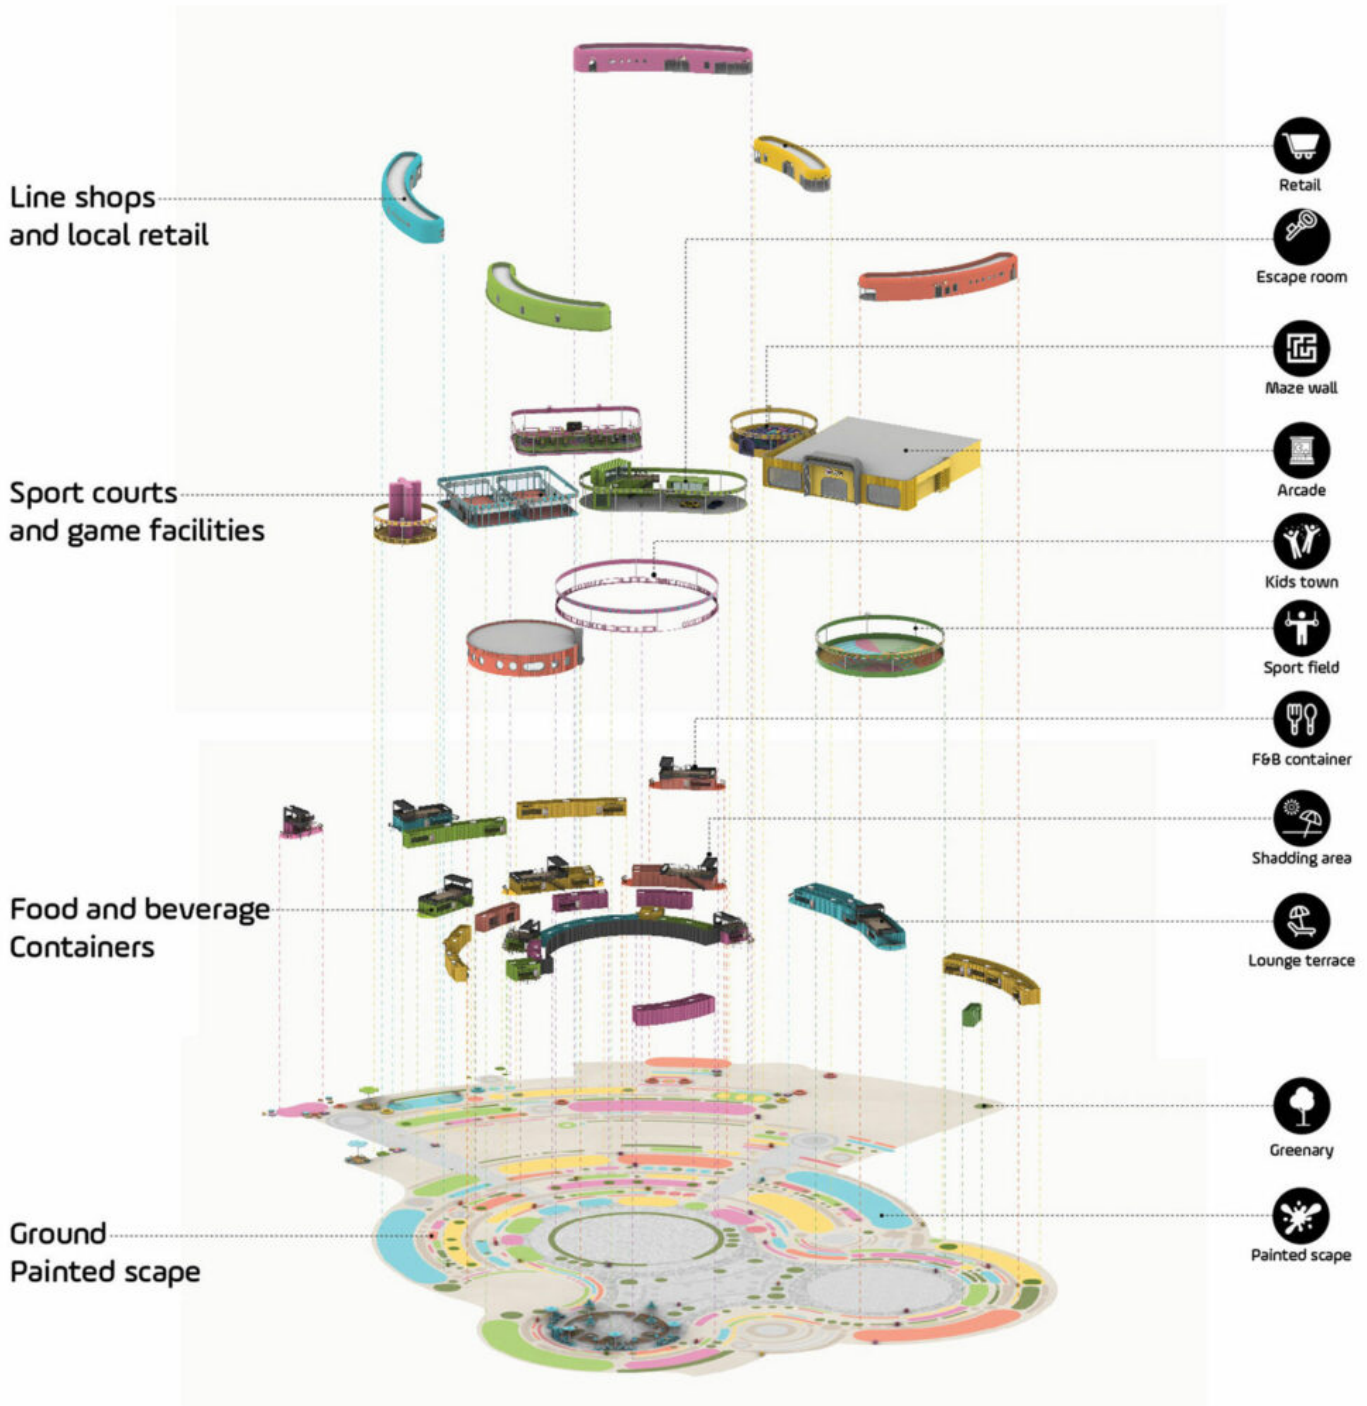 Line shops
and local retail
Sport courts
and game facilities
Food and beverage
Containers
Ground
Painted scape
Retail
Escape room
Maze wall
Arcade
Kids town
Sport field
F&B container
Shadding area
Lounge terrace
Greenary
Painted scape